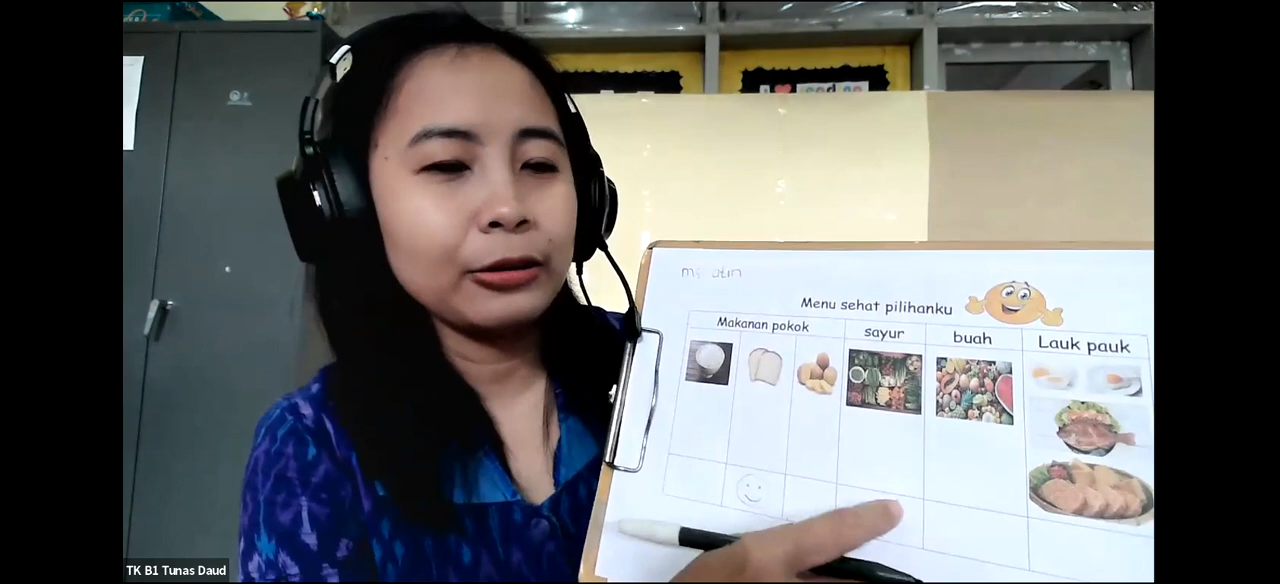 Menu sehat pilihanku
Makanan pokok
sayur
buah
Lauk pauk
TK B1 Tunas Daud